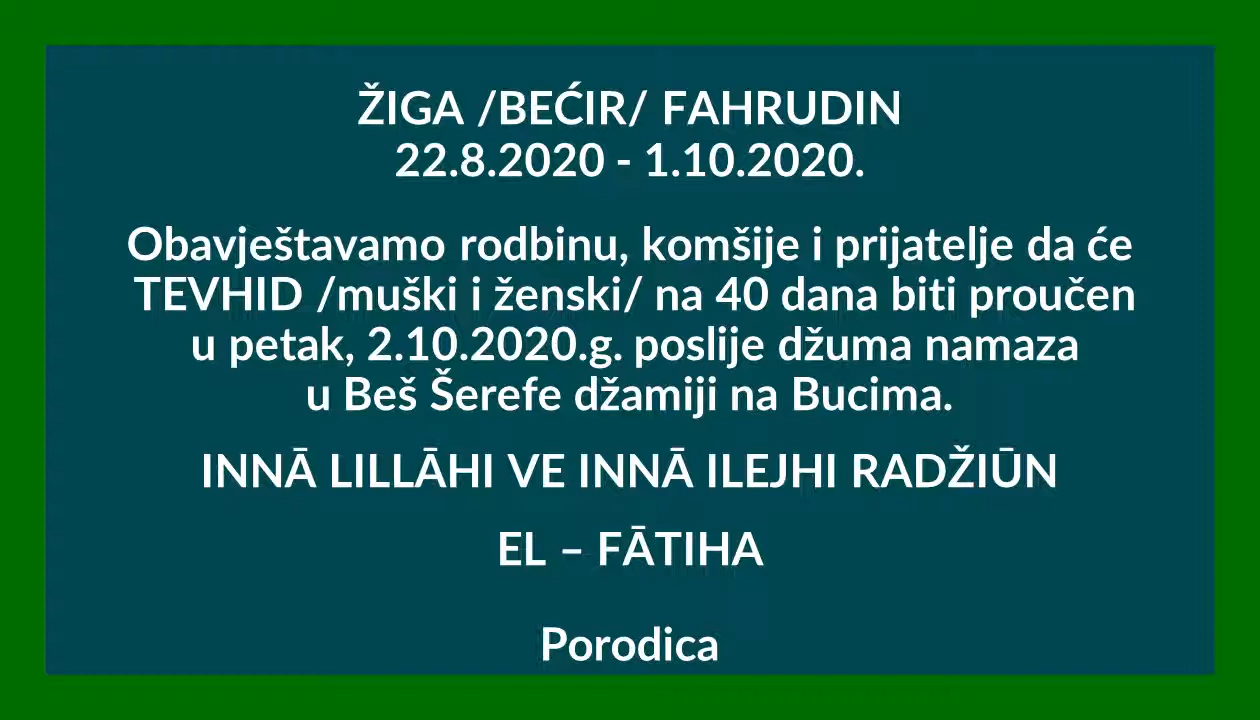 ŽIGA /BEĆIR/ FAHRUDIN
22.8.2020 - 1.10.2020.
Obavještavamo rodbinu, komšije i prijatelje da će
TEVHID /muški i ženski/ na 40 dana biti proučen
u petak, 2.10.2020.g. poslije džuma namaza
u Beš Šerefe džamiji na Bucima.
INNĀ LILLĀHI VE INNĀ ILEJHI RADŽIŪN
EL – FĀTIHA
Porodica